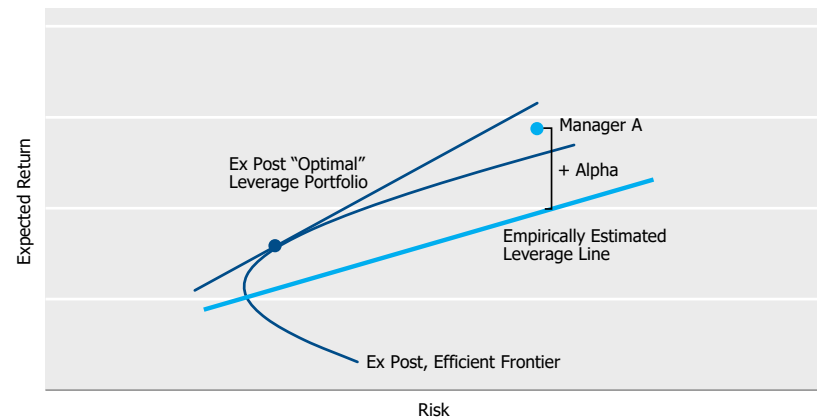 Manager A
Ex Post “Optimal”
Leverage Portfolio
+ Alpha
Expected Return
Empirically Estimated
Leverage Line
Ex Post, Efficient Frontier
Risk